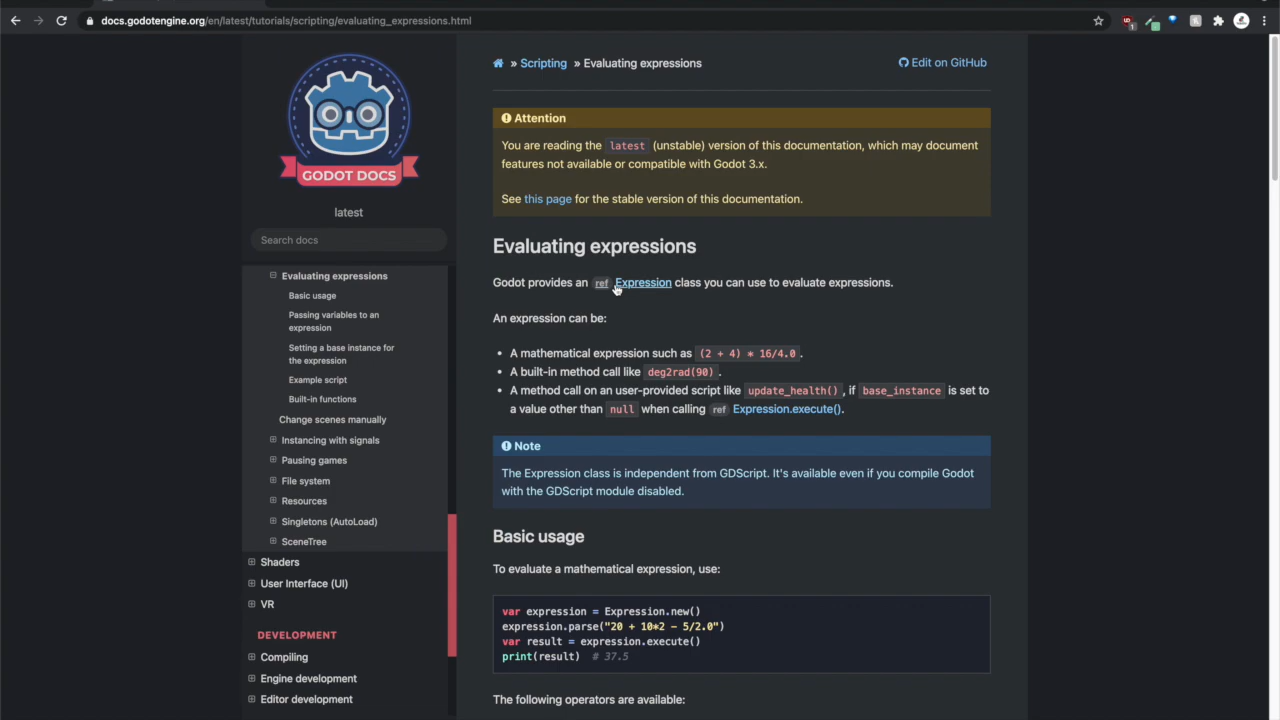 docs.godotengine.org/en/latest/tutorials/scripting/evaluating_expressions.html
GODOT DOCS
latest
Search docs
Evaluating expressions
Basic usage
Passing variables to an
expression
Setting a base instance for
the expression
Example script
Built-in functions
Change scenes manually
Instancing with signals
Pausing games
File system
Resources
Singletons (AutoLoad)
SceneTree
Shaders
User Interface (UI)
VR
DEVELOPMENT
Compiling
Engine development
Editor development
» Scripting » Evaluating expressions
Edit on GitHub
Attention
You are reading the latest (unstable) version of this documentation, which may document
features not available or compatible with Godot 3.x.
See this page for the stable version of this documentation.
Evaluating expressions
Godot provides an ref Expression class you can use to evaluate expressions.
An expression can be:
• A mathematical expression such as (2 + 4) * 16/4.0 .
• A built-in method call like deg2rad(90) .
• A method call on an user-provided script like update_health() , if base_instance is set to
a value other than null when calling ref Expression.execute().
Note
The Expression class is independent from GDScript. It's available even if you compile Godot
with the GDScript module disabled.
Basic usage
To evaluate a mathematical expression, use:
var expression = Expression.new()
expression.parse("20 + 10*2 - 5/2.0")
var result = expression.execute()
print(result) # 37.5
The following operators are available: